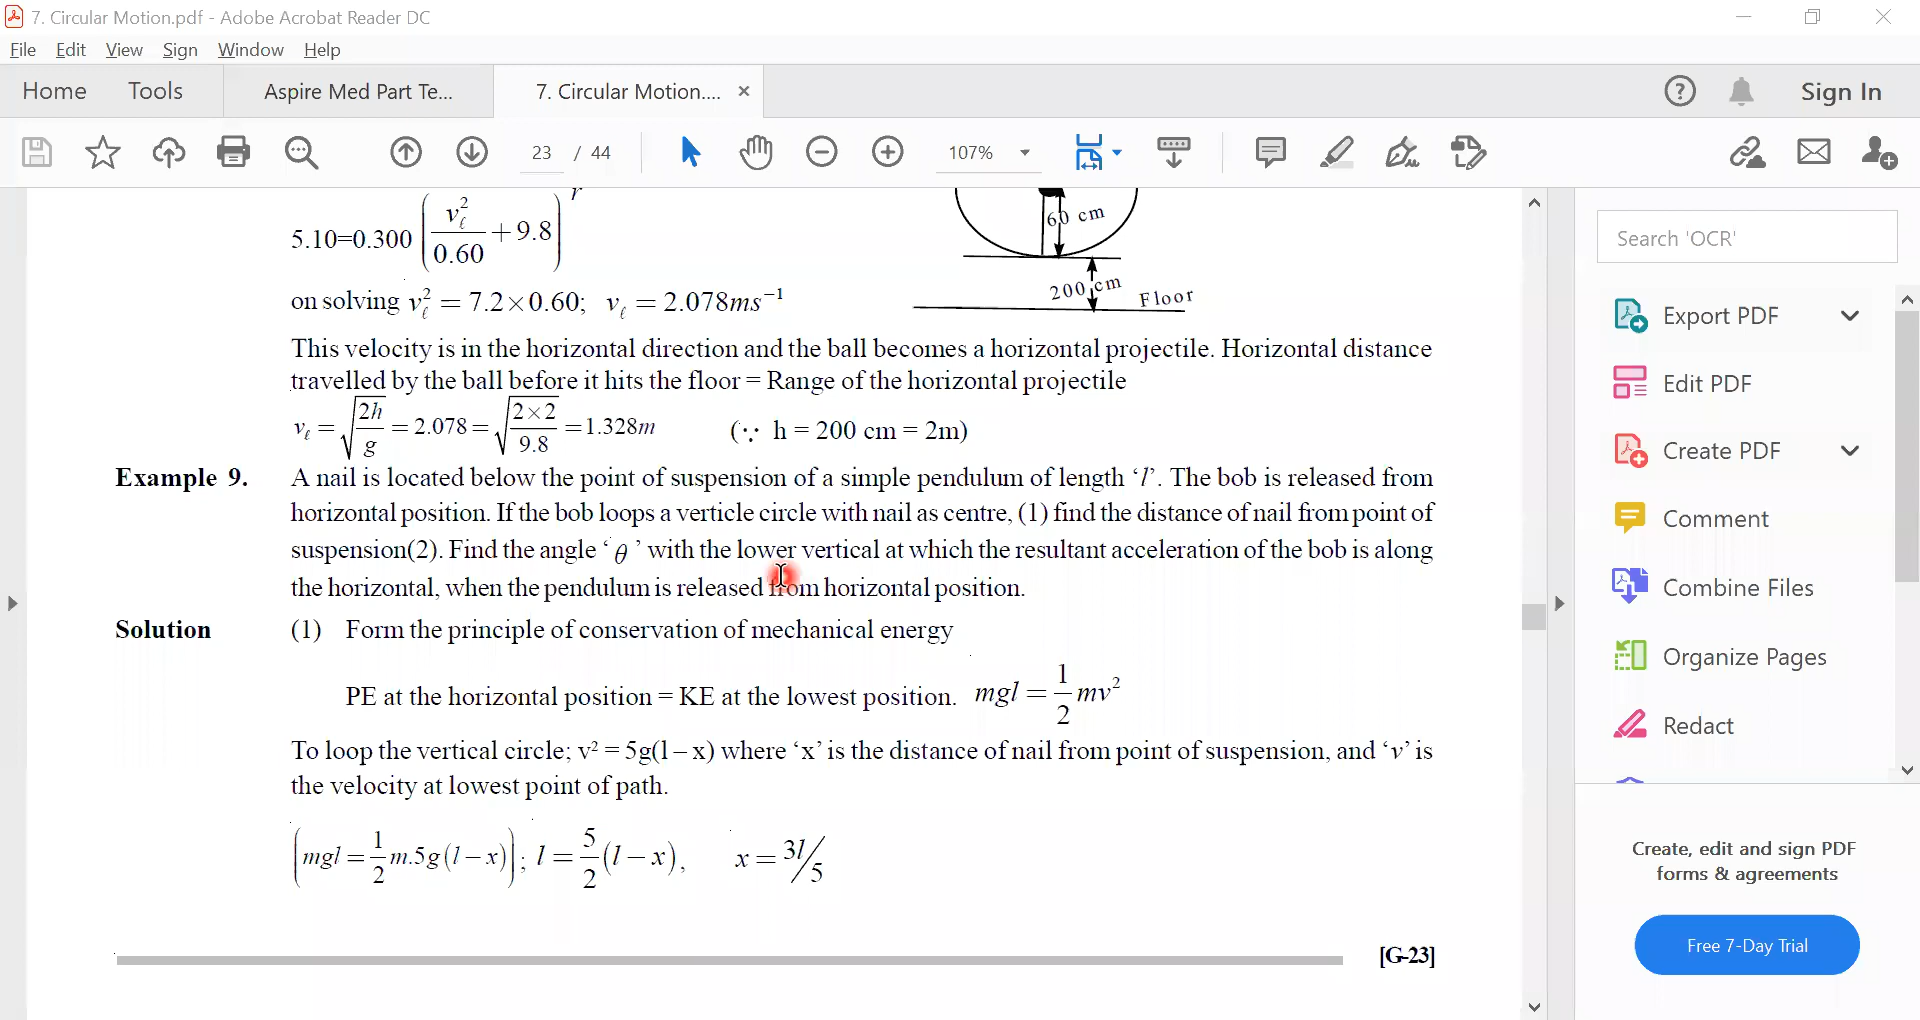 7. Circular Motion.pdf - Adobe Acrobat Reader DC
File Edit View Sign Window Help
Home Tools Aspire Med Part Te... 7. Circular Motion.... × ? Sign In
23 / 44 107%
r
5.10=0.300 (v_ℓ²/0.60 + 9.8)
60 cm
200 cm Floor
on solving v_ℓ² = 7.2×0.60; v_ℓ = 2.078ms⁻¹
This velocity is in the horizontal direction and the ball becomes a horizontal projectile. Horizontal distance
travelled by the ball before it hits the floor = Range of the horizontal projectile
v_ℓ = √(2h/g) = 2.078 = √(2×2/9.8) = 1.328m (∵ h = 200 cm = 2m)
Example 9. A nail is located below the point of suspension of a simple pendulum of length ‘l’. The bob is released from
horizontal position. If the bob loops a verticle circle with nail as centre, (1) find the distance of nail from point of
suspension(2). Find the angle ‘ θ ’ with the lower vertical at which the resultant acceleration of the bob is along
the horizontal, when the pendulum is released from horizontal position.
Solution (1) Form the principle of conservation of mechanical energy
PE at the horizontal position = KE at the lowest position. mgl = 1/2 mv²
To loop the vertical circle; v² = 5g(l – x) where ‘x’ is the distance of nail from point of suspension, and ‘v’ is
the velocity at lowest point of path.
(mgl = 1/2 m.5g(l – x)); l = 5/2 (l – x), x = 3l/5
[G-23]
Search 'OCR'
Export PDF
Edit PDF
Create PDF
Comment
Combine Files
Organize Pages
Redact
Create, edit and sign PDF
forms & agreements
Free 7-Day Trial